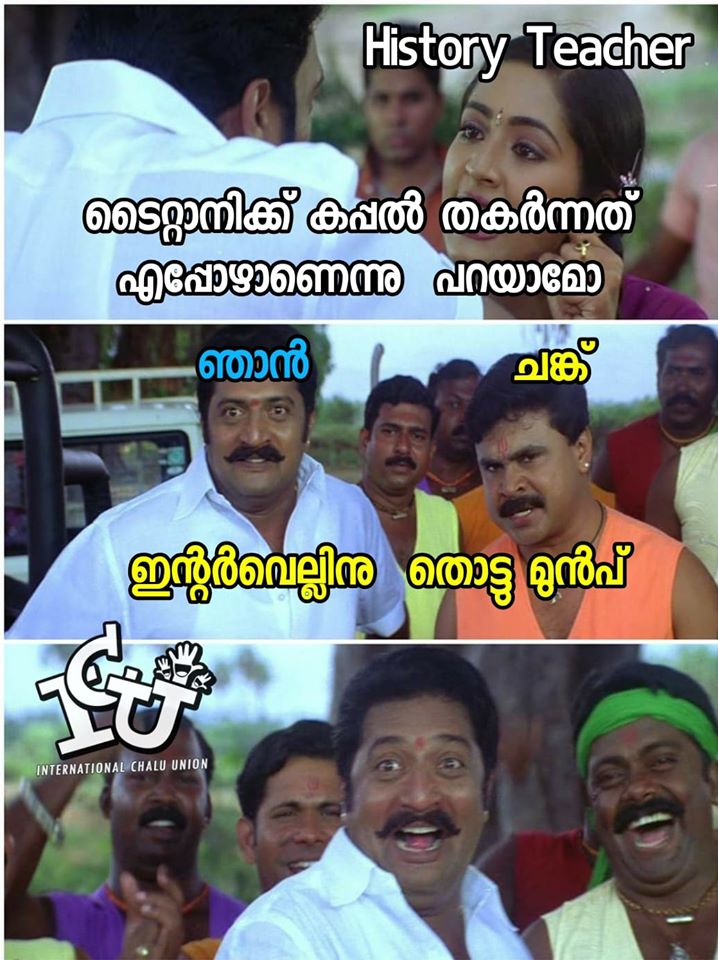 History Teacher
ടൈറ്റാനിക്ക് കപ്പൽ തകർന്നത്
എപ്പോഴാണെന്നു പറയാമോ
ഞാൻ
ചങ്ക്
ഇന്റർവെല്ലിനു തൊട്ടു മുൻപ്
ICU
INTERNATIONAL CHALU UNION